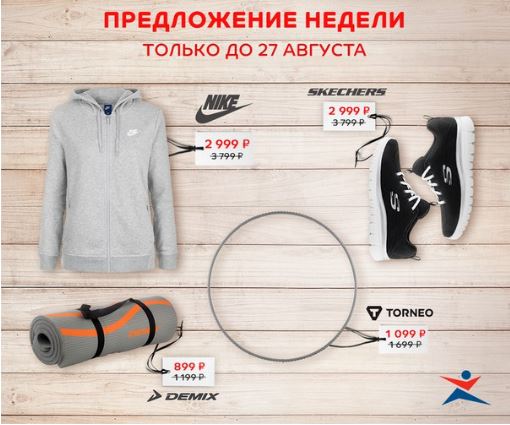 ПРЕДЛОЖЕНИЕ НЕДЕЛИ
ТОЛЬКО ДО 27 АВГУСТА
NIKE
2 999 ₽
3 799 ₽
SKECHERS
2 999 ₽
3 799 ₽
TORNEO
1 099 ₽
1 699 ₽
899 ₽
1 199 ₽
DEMIX